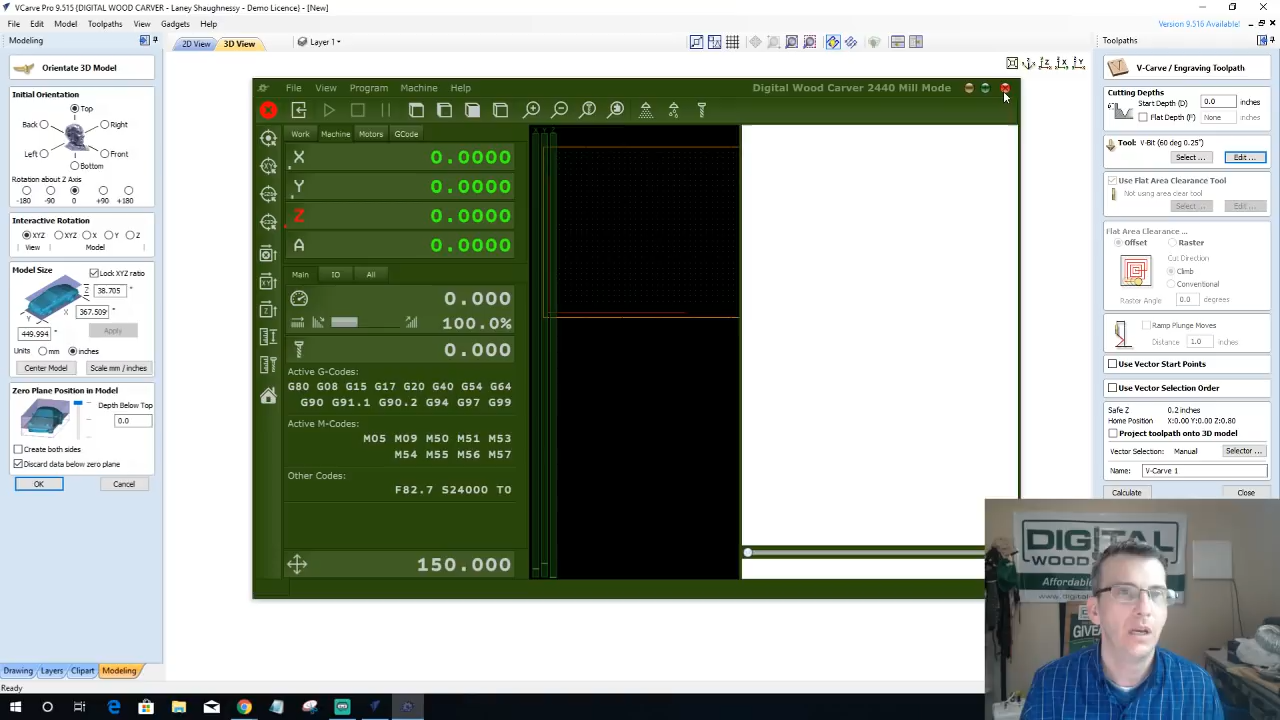 VCarve Pro 9.515 (DIGITAL WOOD CARVER) Laney Shaughnessy - Demo Licence} - [New]
File Edit Model Toolpaths View Gadgets Help
Version 9.516 Available!
Modeling
2D View 3D View Layer 1
Toolpaths
Orientate 3D Model
Initial Orientation
Top
Back Right
Left Front
Bottom
Rotation about Z Axis
-180 -90 0 +90 +180
Interactive Rotation
XYZ XYZ X Y Z
View Model
Model Size
Lock XYZ ratio
Z 38.705 "
X 367.509 "
Y
449.994 "
Apply
Units mm inches
Center Model Scale mm / inches
Zero Plane Position in Model
Depth Below Top
0.0
Create both sides
Discard data below zero plane
OK Cancel
Drawing Layers Clipart Modeling
Ready
File View Program Machine Help
Digital Wood Carver 2440 Mill Mode
Work Machine Motors GCode
X 0.0000
Y 0.0000
Z 0.0000
A 0.0000
Main IO All
0.000
100.0%
0.000
Active G-Codes:
G80 G08 G15 G17 G20 G40 G54 G64
G90 G91.1 G90.2 G94 G97 G99
Active M-Codes:
M05 M09 M50 M51 M53
M54 M55 M56 M57
Other Codes:
F82.7 S24000 T0
150.000
X Y Z
V-Carve / Engraving Toolpath
Cutting Depths
Start Depth (D) 0.0 inches
Flat Depth (F) None inches
Tool: V-Bit (60 deg 0.25")
Select ... Edit ...
Use Flat Area Clearance Tool
Not using area clear tool
Select ... Edit ...
Flat Area Clearance ...
Offset Raster
Cut Direction
Climb
Conventional
Raster Angle 0.0 degrees
Ramp Plunge Moves
Distance 1.0 inches
Use Vector Start Points
Use Vector Selection Order
Safe Z 0.2 inches
Home Position X:0.00 Y:0.00 Z:0.80
Project toolpath onto 3D model
Vector Selection: Manual Selector ...
Name: V-Carve 1
Calculate Close
DIGITAL
WOOD
Affordable
www.
GIVE